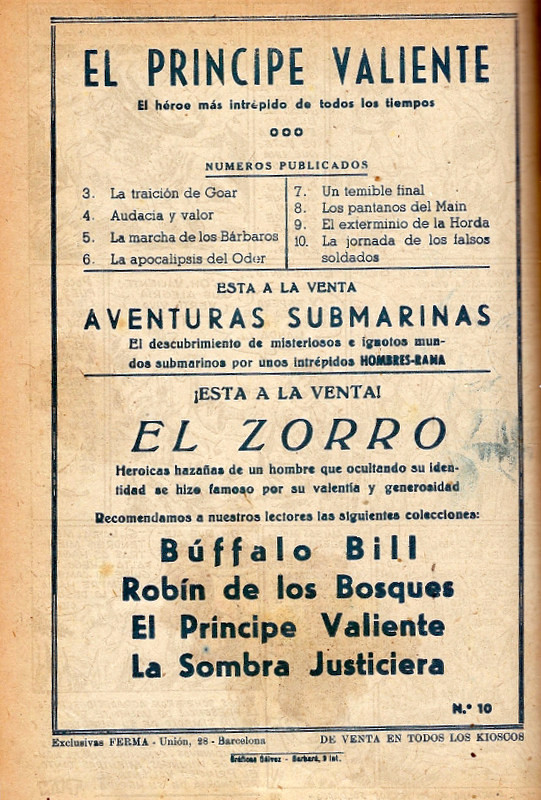 EL PRINCIPE VALIENTE
El héroe más intrépido de todos los tiempos
NUMEROS PUBLICADOS
3. La traición de Goar
4. Audacia y valor
5. La marcha de los Bárbaros
6. La apocalipsis del Oder
7. Un temible final
8. Los pantanos del Main
9. El exterminio de la Horda
10. La jornada de los falsos
soldados
ESTA A LA VENTA
AVENTURAS SUBMARINAS
El descubrimiento de misteriosos e ignotos mun-
dos submarinos por unos intrépidos HOMBRES-RANA
¡ESTA A LA VENTA!
EL ZORRO
Heroicas hazañas de un hombre que ocultando su iden-
tidad se hizo famoso por su valentía y generosidad
Recomendamos a nuestros lectores las siguientes colecciones:
Búffalo Bill
Robín de los Bosques
El Príncipe Valiente
La Sombra Justiciera
N.º 10
Exclusivas FERMA - Unión, 28 - Barcelona
DE VENTA EN TODOS LOS KIOSCOS
Gráficas Gálvez - Barbará, 9 int.